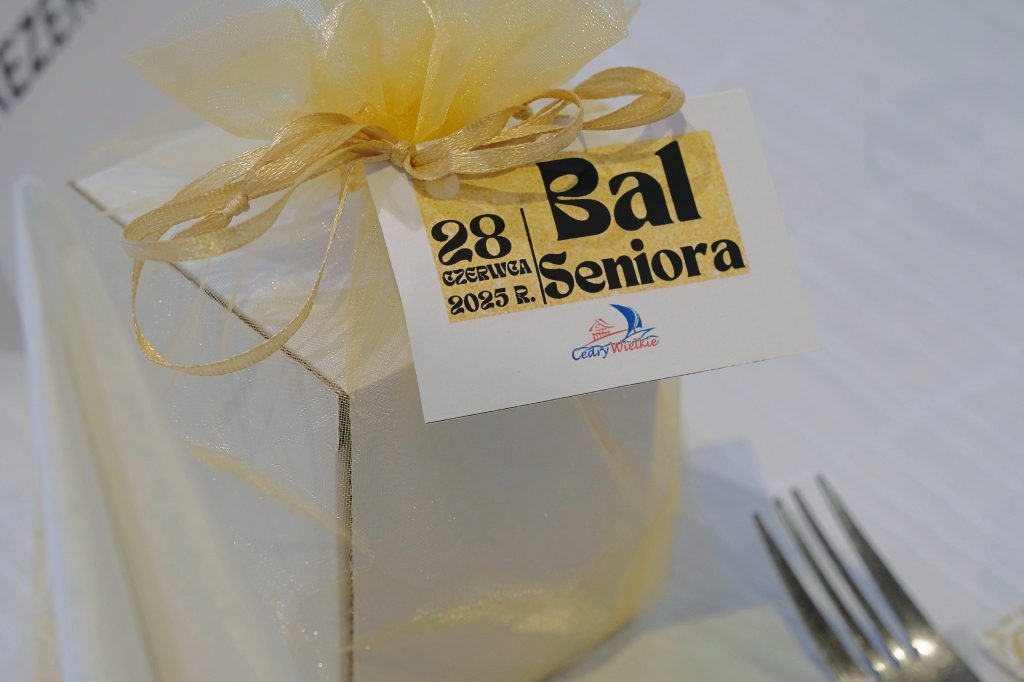 Bal
Seniora
28
CZERWCA
2025 R.
Cedry Wielkie